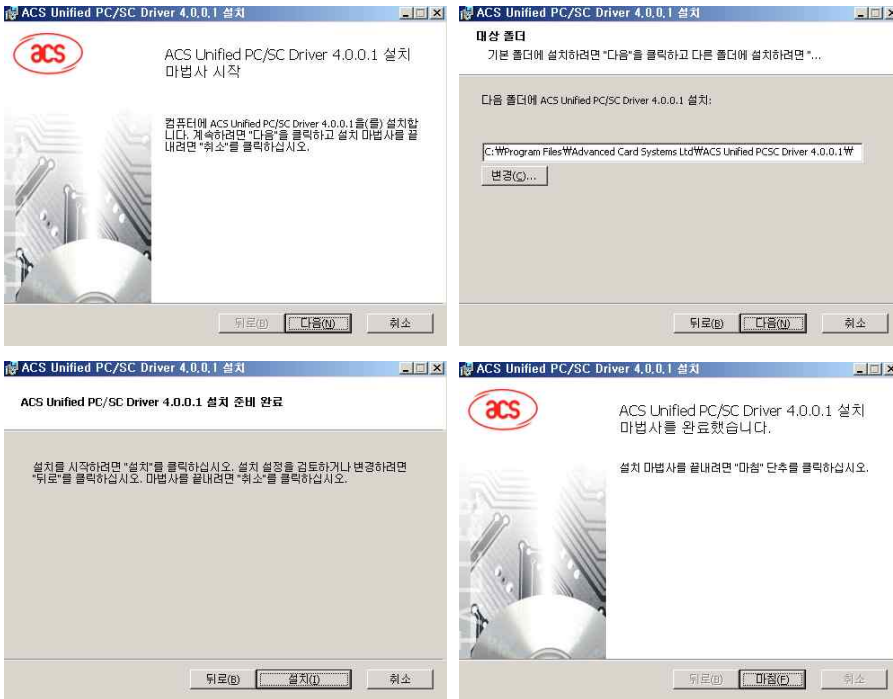 ACS Unified PC/SC Driver 4.0.0.1 설치
acs
ACS Unified PC/SC Driver 4.0.0.1 설치
마법사 시작
컴퓨터에 ACS Unified PC/SC Driver 4.0.0.1을(를) 설치합
니다. 계속하려면 "다음"을 클릭하고 설치 마법사를 끝
내려면 "취소"를 클릭하십시오.
뒤로(B) 다음(N) 취소
ACS Unified PC/SC Driver 4.0.0.1 설치
대상 폴더
기본 폴더에 설치하려면 "다음"을 클릭하고 다른 폴더에 설치하려면 "...
다음 폴더에 ACS Unified PC/SC Driver 4.0.0.1 설치:
C:₩Program Files₩Advanced Card Systems Ltd₩ACS Unified PCSC Driver 4.0.0.1₩
변경(C)...
뒤로(B) 다음(N) 취소
ACS Unified PC/SC Driver 4.0.0.1 설치
ACS Unified PC/SC Driver 4.0.0.1 설치 준비 완료
설치를 시작하려면 "설치"를 클릭하십시오. 설치 설정을 검토하거나 변경하려면
"뒤로"를 클릭하십시오. 마법사를 끝내려면 "취소"를 클릭하십시오.
뒤로(B) 설치(I) 취소
ACS Unified PC/SC Driver 4.0.0.1 설치
acs
ACS Unified PC/SC Driver 4.0.0.1 설치
마법사를 완료했습니다.
설치 마법사를 끝내려면 "마침" 단추를 클릭하십시오.
뒤로(B) 마침(F) 취소